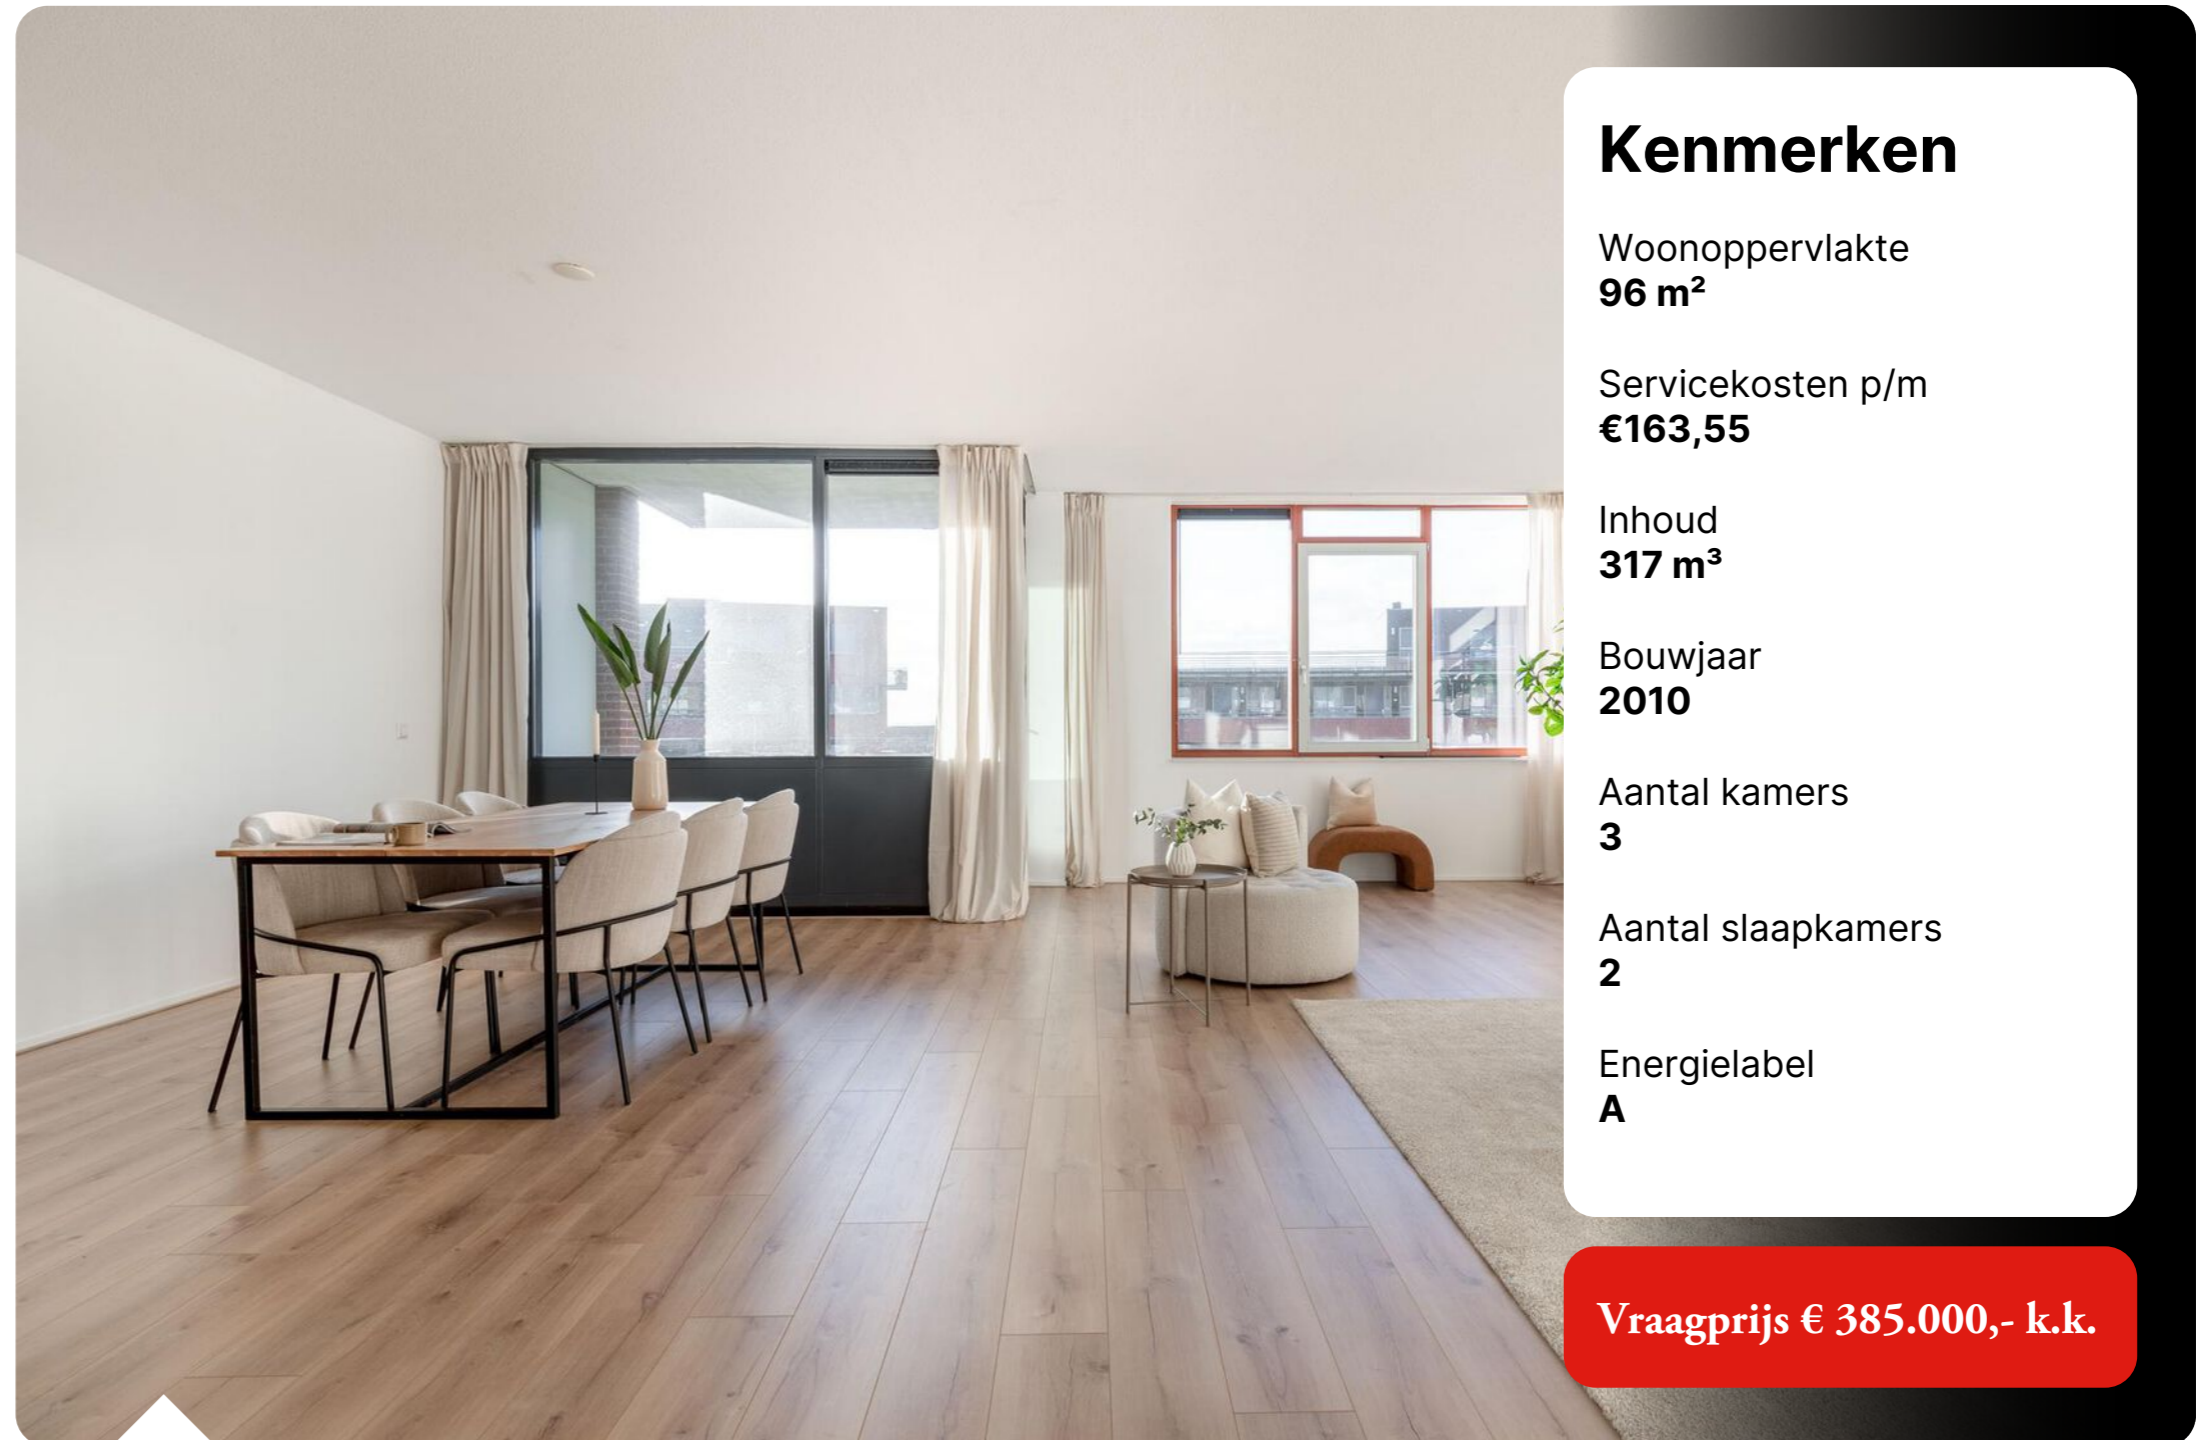 Kenmerken
Woonoppervlakte
96 m²
Servicekosten p/m
€163,55
Inhoud
317 m³
Bouwjaar
2010
Aantal kamers
3
Aantal slaapkamers
2
Energielabel
A
Vraagprijs € 385.000,- k.k.